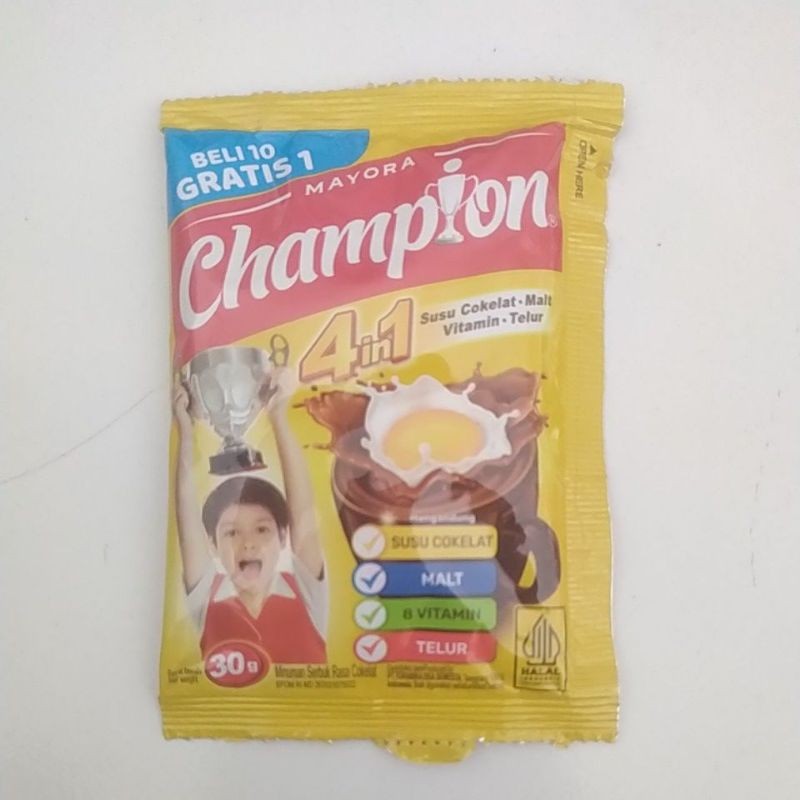 BELI 10
GRATIS 1
MAYORA
Champion
4in1
Susu Cokelat • Malt
Vitamin • Telur
OPEN HERE
SUSU COKELAT
MALT
8 VITAMIN
TELUR
30g
Minuman Serbuk Rasa Cokelat
HALAL